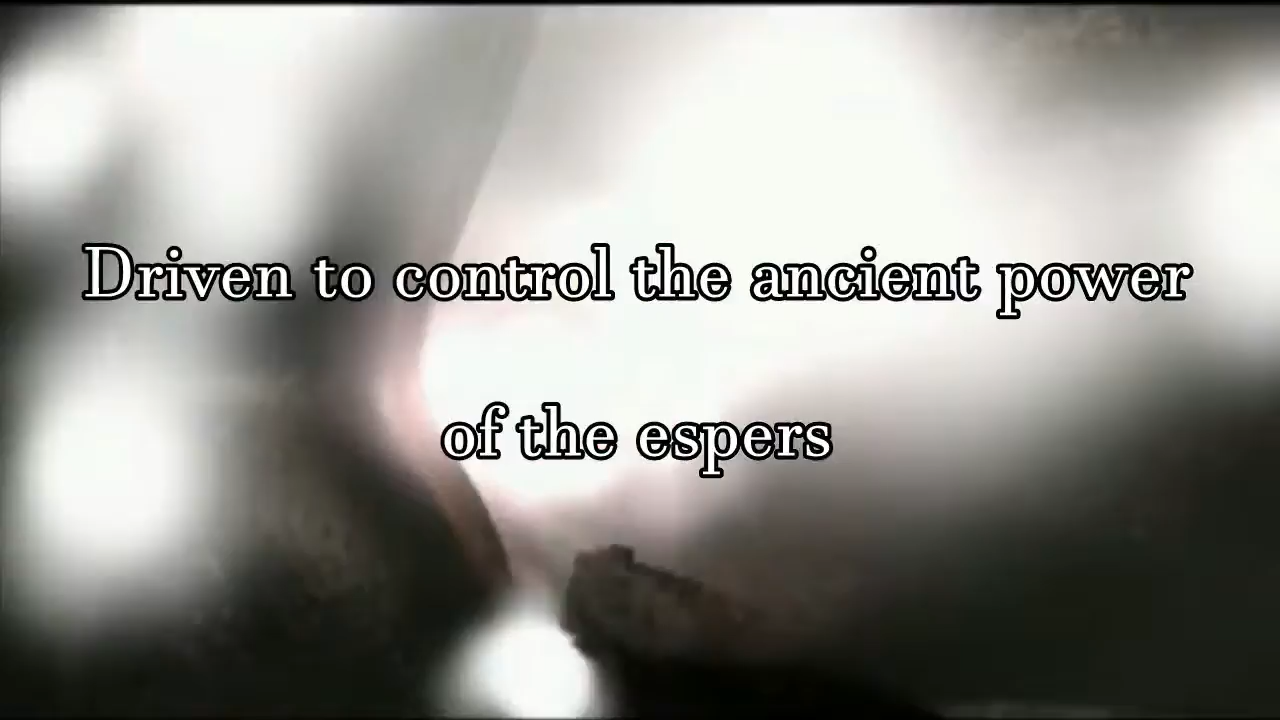 Driven to control the ancient power
of the espers